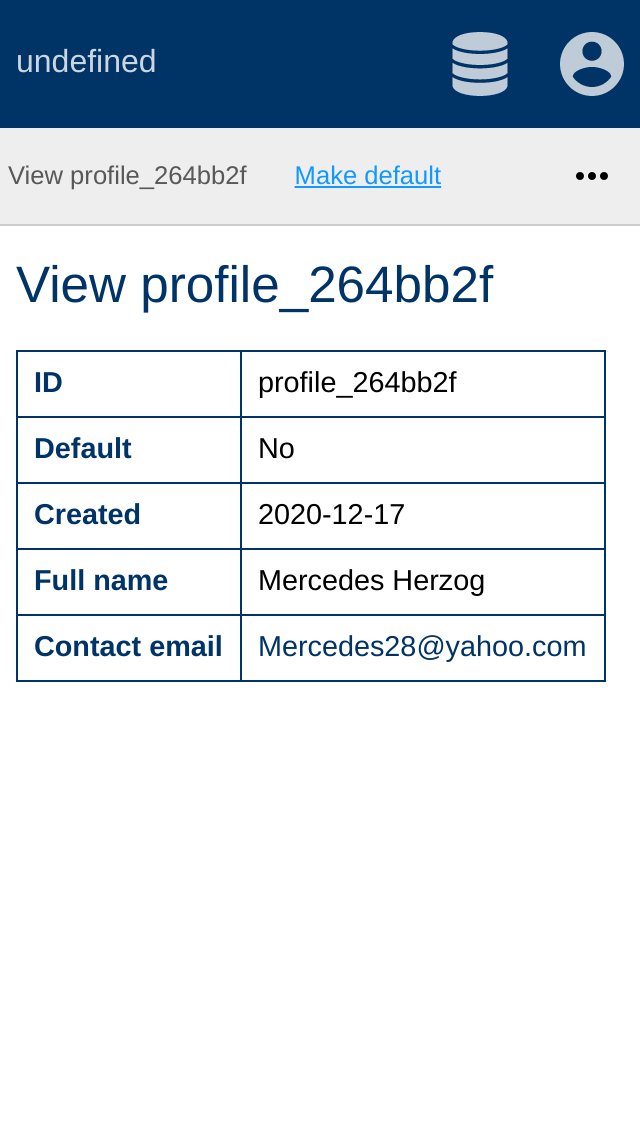 undefined
View profile_264bb2f Make default
View profile_264bb2f
ID profile_264bb2f
Default No
Created 2020-12-17
Full name Mercedes Herzog
Contact email Mercedes28@yahoo.com